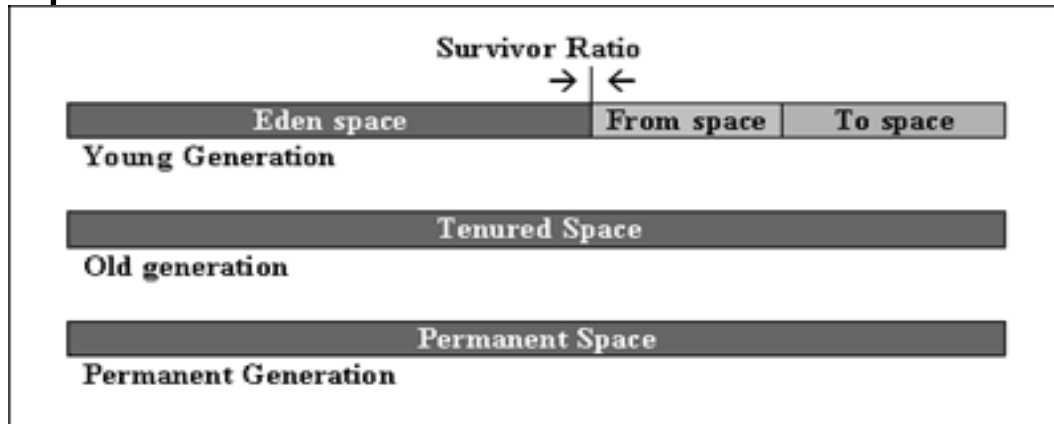 Survivor Ratio
Eden space From space To space
Young Generation
Tenured Space
Old generation
Permanent Space
Permanent Generation